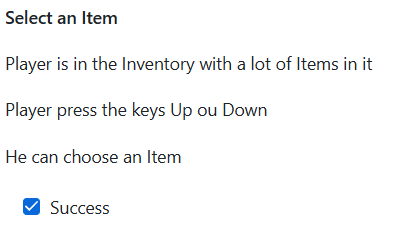 Select an Item
Player is in the Inventory with a lot of Items in it
Player press the keys Up ou Down
He can choose an Item
Success